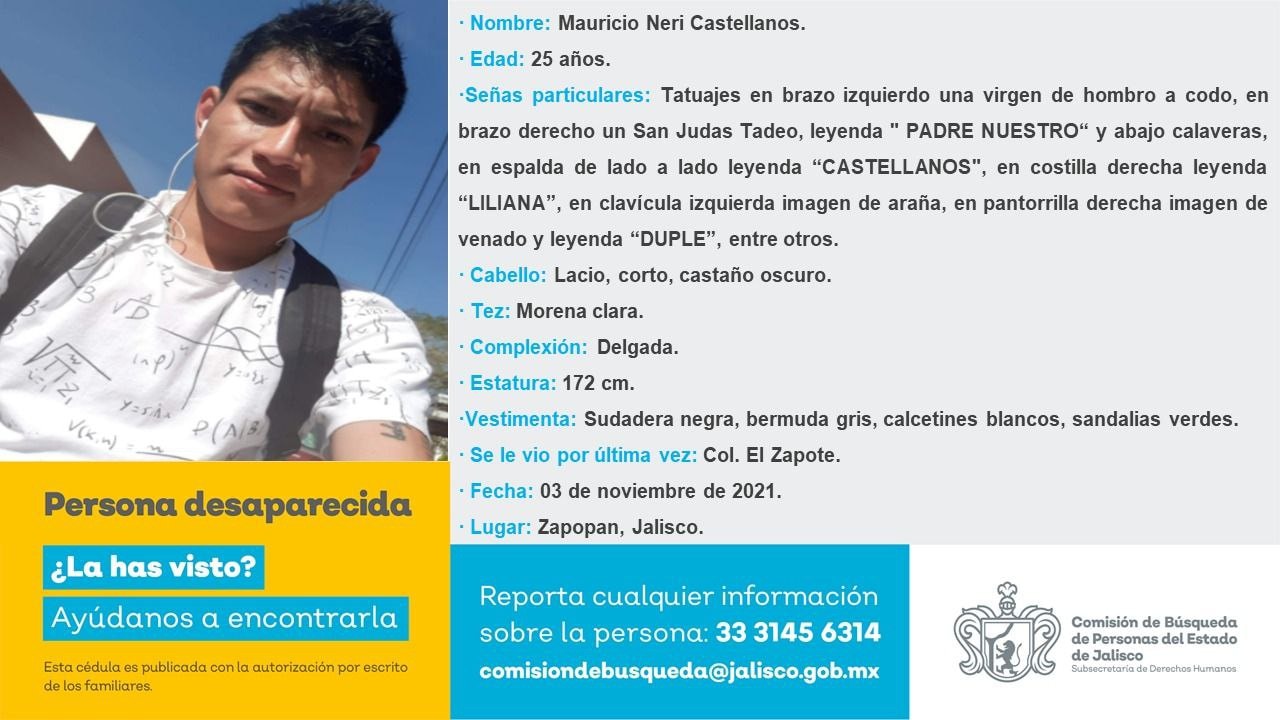 · Nombre: Mauricio Neri Castellanos.
· Edad: 25 años.
·Señas particulares: Tatuajes en brazo izquierdo una virgen de hombro a codo, en
brazo derecho un San Judas Tadeo, leyenda " PADRE NUESTRO“ y abajo calaveras,
en espalda de lado a lado leyenda “CASTELLANOS", en costilla derecha leyenda
“LILIANA”, en clavícula izquierda imagen de araña, en pantorrilla derecha imagen de
venado y leyenda “DUPLE”, entre otros.
· Cabello: Lacio, corto, castaño oscuro.
· Tez: Morena clara.
· Complexión: Delgada.
· Estatura: 172 cm.
·Vestimenta: Sudadera negra, bermuda gris, calcetines blancos, sandalias verdes.
· Se le vio por última vez: Col. El Zapote.
· Fecha: 03 de noviembre de 2021.
· Lugar: Zapopan, Jalisco.
Persona desaparecida
¿La has visto?
Ayúdanos a encontrarla
Esta cédula es publicada con la autorización por escrito
de los familiares.
Reporta cualquier información
sobre la persona: 33 3145 6314
comisiondebusqueda@jalisco.gob.mx
Comisión de Búsqueda
de Personas del Estado
de Jalisco
Subsecretaría de Derechos Humanos